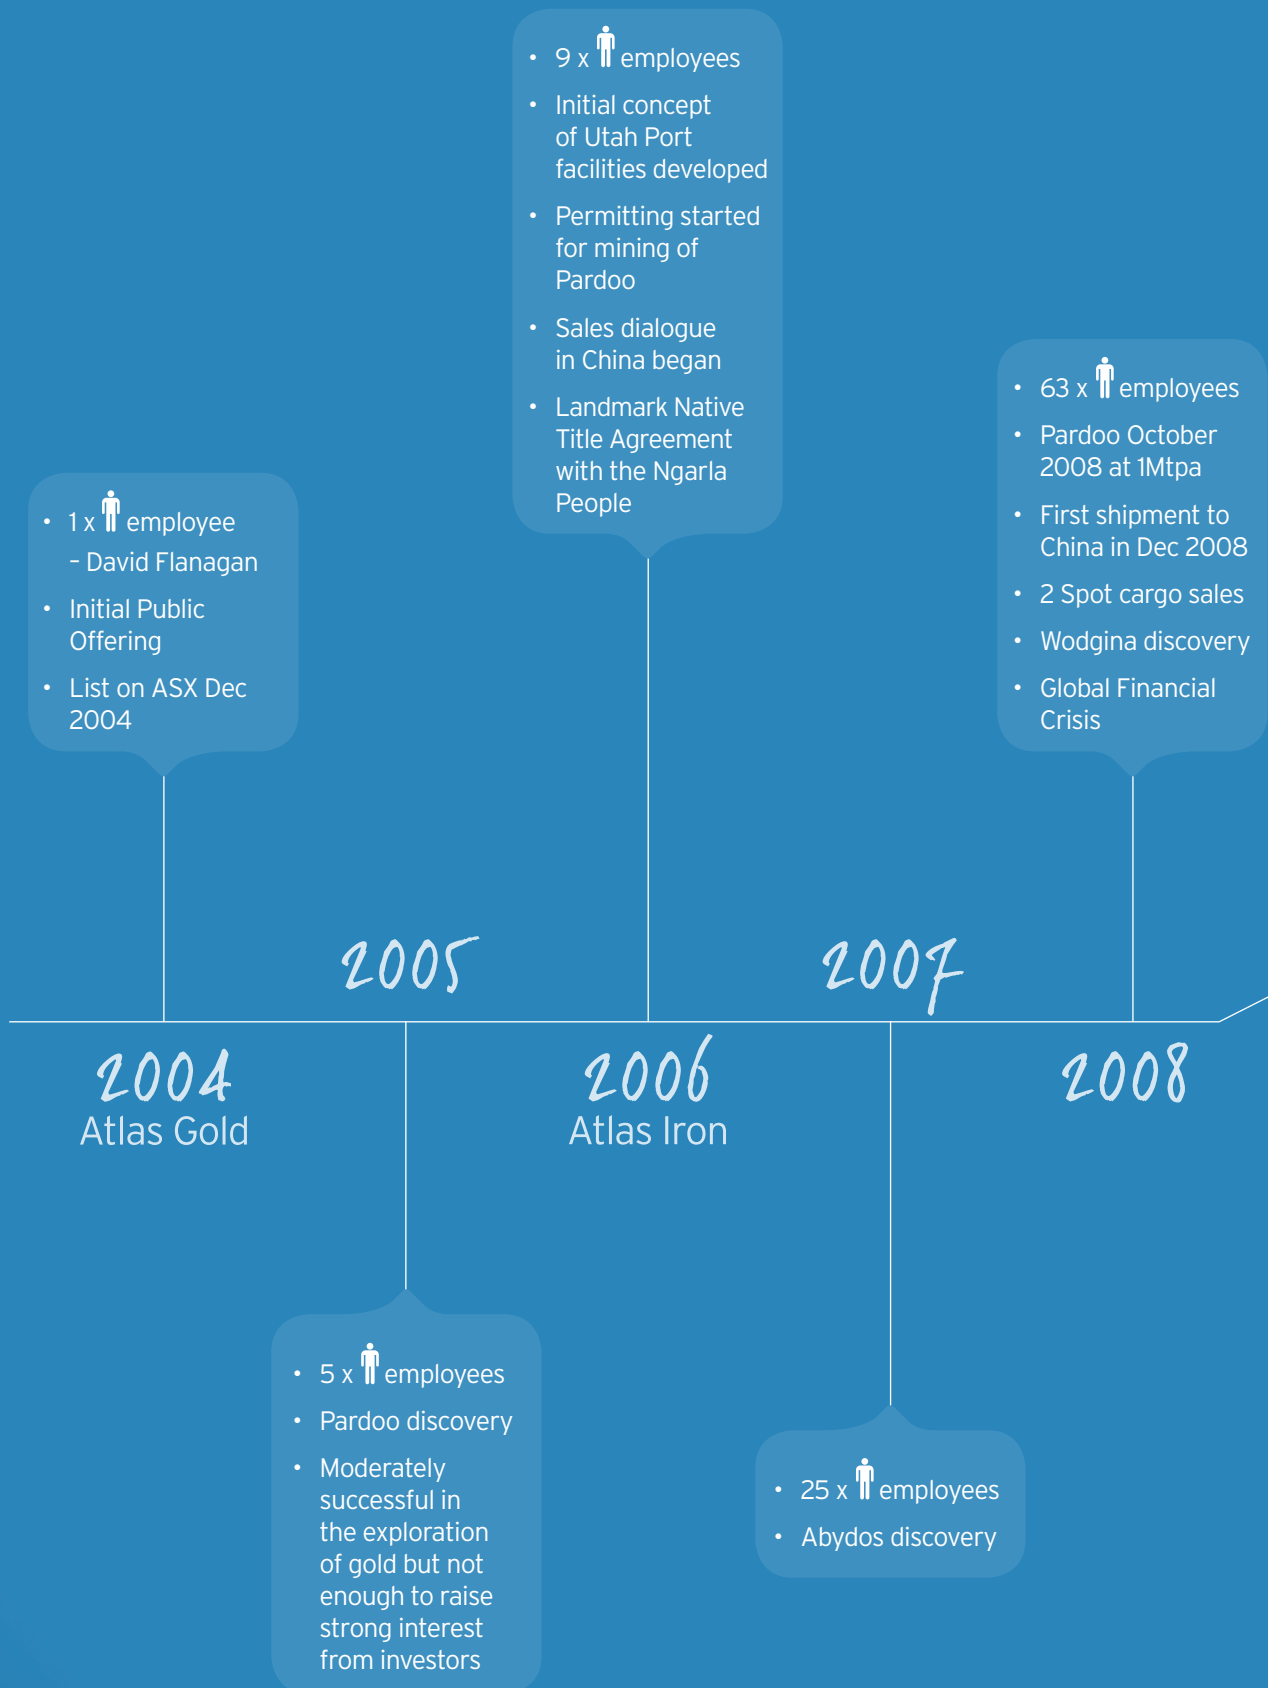 • 9 x employees
• Initial concept
of Utah Port
facilities developed
• Permitting started
for mining of
Pardoo
• Sales dialogue
in China began
• Landmark Native
Title Agreement
with the Ngarla
People
• 63 x employees
• Pardoo October
2008 at 1Mtpa
• First shipment to
China in Dec 2008
• 2 Spot cargo sales
• Wodgina discovery
• Global Financial
Crisis
• 1 x employee
– David Flanagan
• Initial Public
Offering
• List on ASX Dec
2004
2005
2007
2004
Atlas Gold
2006
Atlas Iron
2008
• 5 x employees
• Pardoo discovery
• Moderately
successful in
the exploration
of gold but not
enough to raise
strong interest
from investors
• 25 x employees
• Abydos discovery